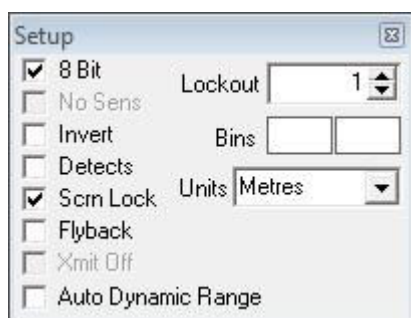 Setup
8 Bit
Lockout 1
No Sens
Invert
Bins
Detects
Scrn Lock
Units Metres
Flyback
Xmit Off
Auto Dynamic Range